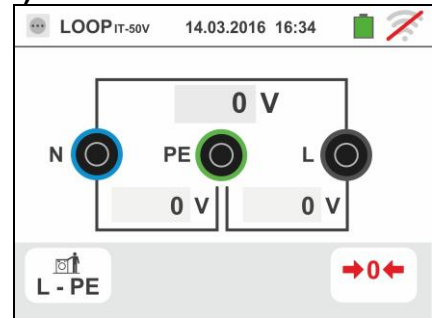 LOOP IT-50V 14.03.2016 16:34
0 V
N PE L
0 V 0 V
L - PE →0←